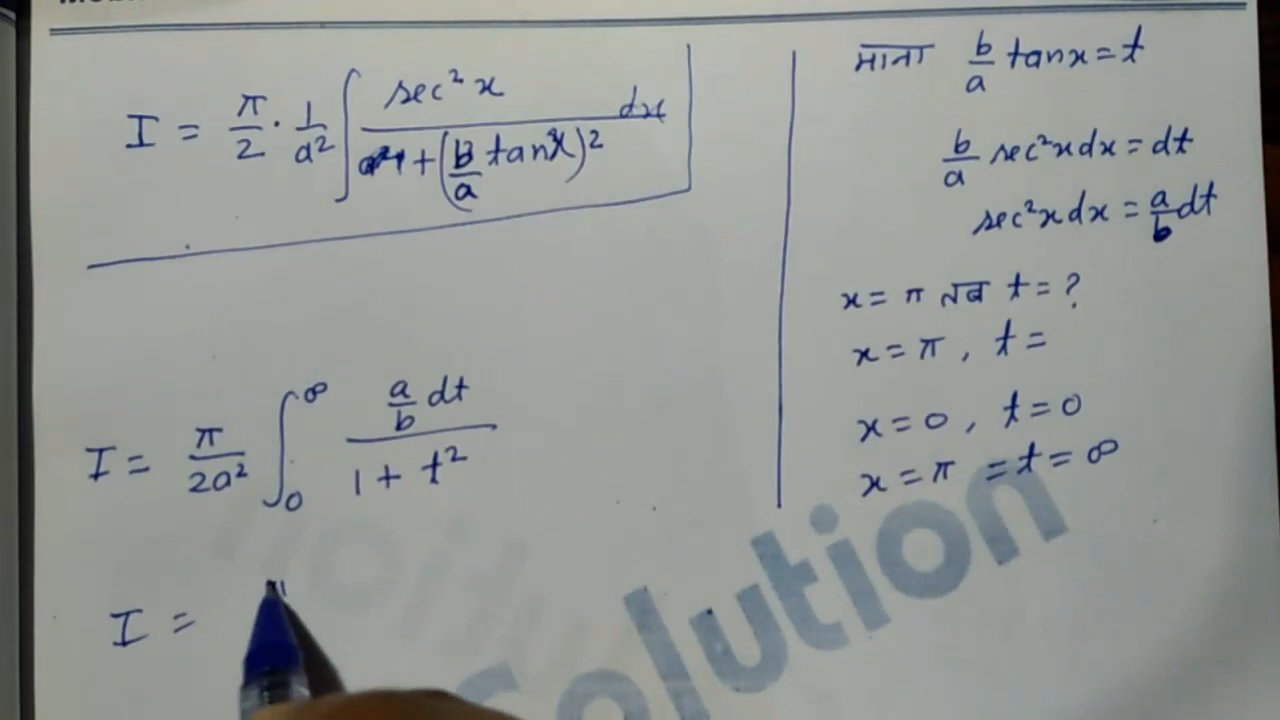 I = π/2 · 1/a² ∫ sec²x / 1 + (b/a tanx)² dx
I = π/2a² ∫₀^∞ a/b dt / 1 + t²
I =
माना b/a tanx = t
b/a sec²x dx = dt
sec²x dx = a/b dt
x = π तब t = ?
x = π , t =
x = 0 , t = 0
x = π = t = ∞
Solution